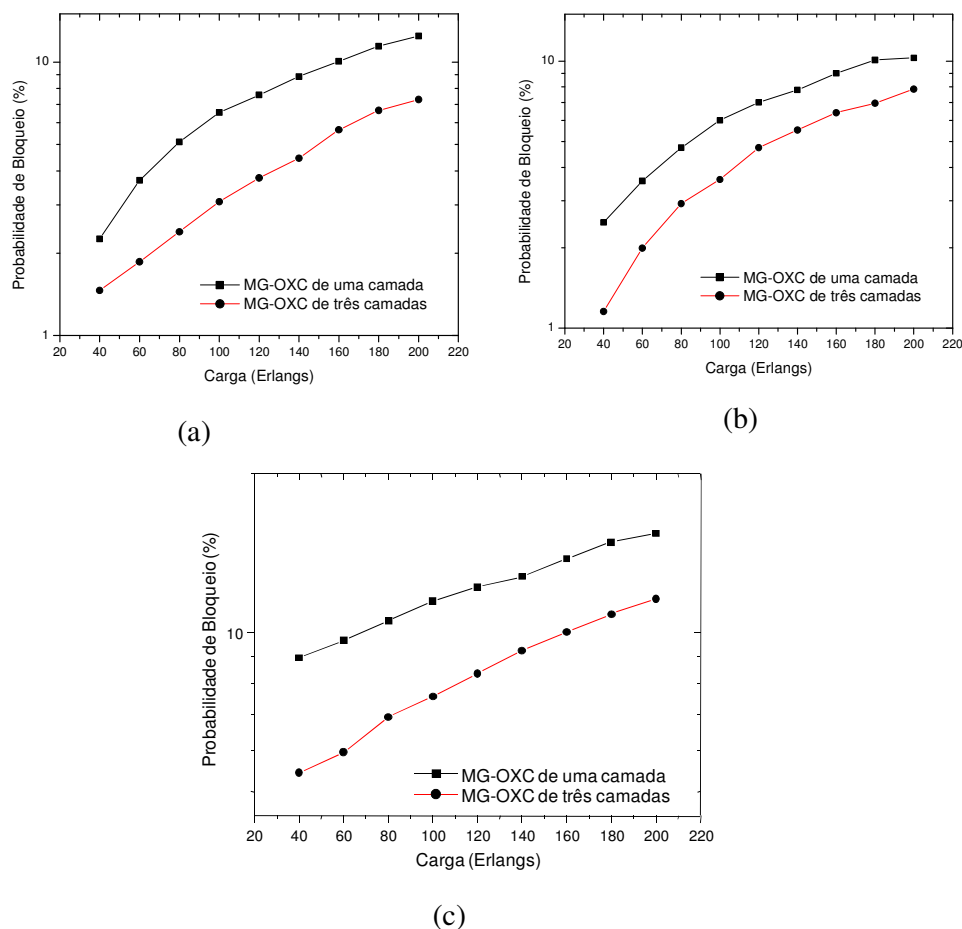 10
1
Probabilidade de Bloqueio (%)
MG-OXC de uma camada
MG-OXC de três camadas
20 40 60 80 100 120 140 160 180 200 220
Carga (Erlangs)
(a)
10
1
Probabilidade de Bloqueio (%)
MG-OXC de uma camada
MG-OXC de três camadas
20 40 60 80 100 120 140 160 180 200 220
Carga (Erlangs)
(b)
10
Probabilidade de Bloqueio (%)
MG-OXC de uma camada
MG-OXC de três camadas
20 40 60 80 100 120 140 160 180 200 220
Carga (Erlangs)
(c)